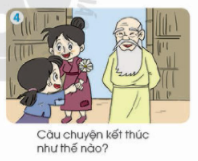 4
Câu chuyện kết thúc
như thế nào?